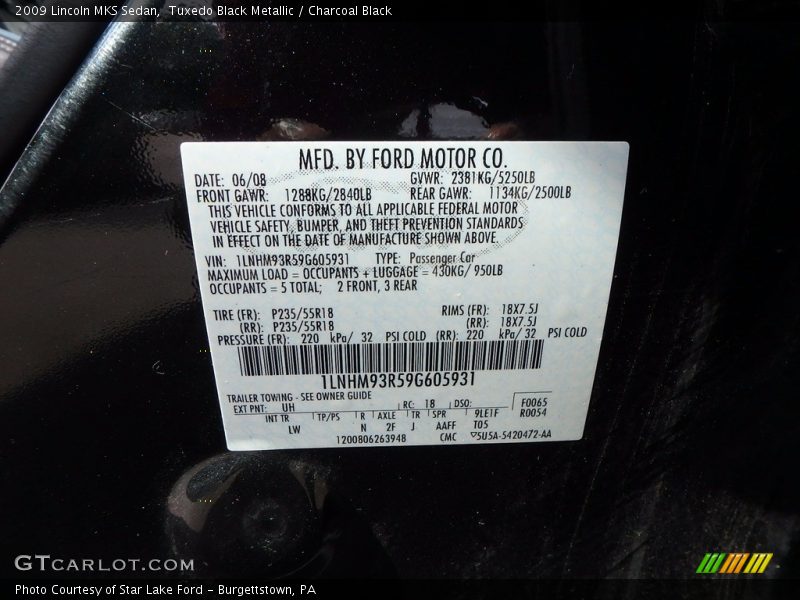 2009 Lincoln MKS Sedan,  Tuxedo Black Metallic / Charcoal Black
MFD. BY FORD MOTOR CO.
DATE: 06/08 GVWR: 2381KG/5250LB
FRONT GAWR: 1288KG/2840LB REAR GAWR: 1134KG/2500LB
THIS VEHICLE CONFORMS TO ALL APPLICABLE FEDERAL MOTOR
VEHICLE SAFETY, BUMPER, AND THEFT PREVENTION STANDARDS
IN EFFECT ON THE DATE OF MANUFACTURE SHOWN ABOVE.
VIN: 1LNHM93R59G605931 TYPE: Passenger Car
MAXIMUM LOAD = OCCUPANTS + LUGGAGE = 430KG/ 950LB
OCCUPANTS = 5 TOTAL; 2 FRONT, 3 REAR
TIRE (FR): P235/55R18 RIMS (FR): 18X7.5J
(RR): P235/55R18 (RR): 18X7.5J
PRESSURE (FR): 220 kPa/ 32 PSI COLD (RR): 220 kPa/ 32 PSI COLD
1LNHM93R59G605931
TRAILER TOWING - SEE OWNER GUIDE
EXT PNT: UH RC: 18 DSO: F0065
INT TR TP/PS R AXLE TR SPR 9LE1F R0054
LW N 2F J AAFF T05
1200806263948 CMC ▽5U5A-5420472-AA
GTCARLOT.COM
Photo Courtesy of Star Lake Ford – Burgettstown, PA